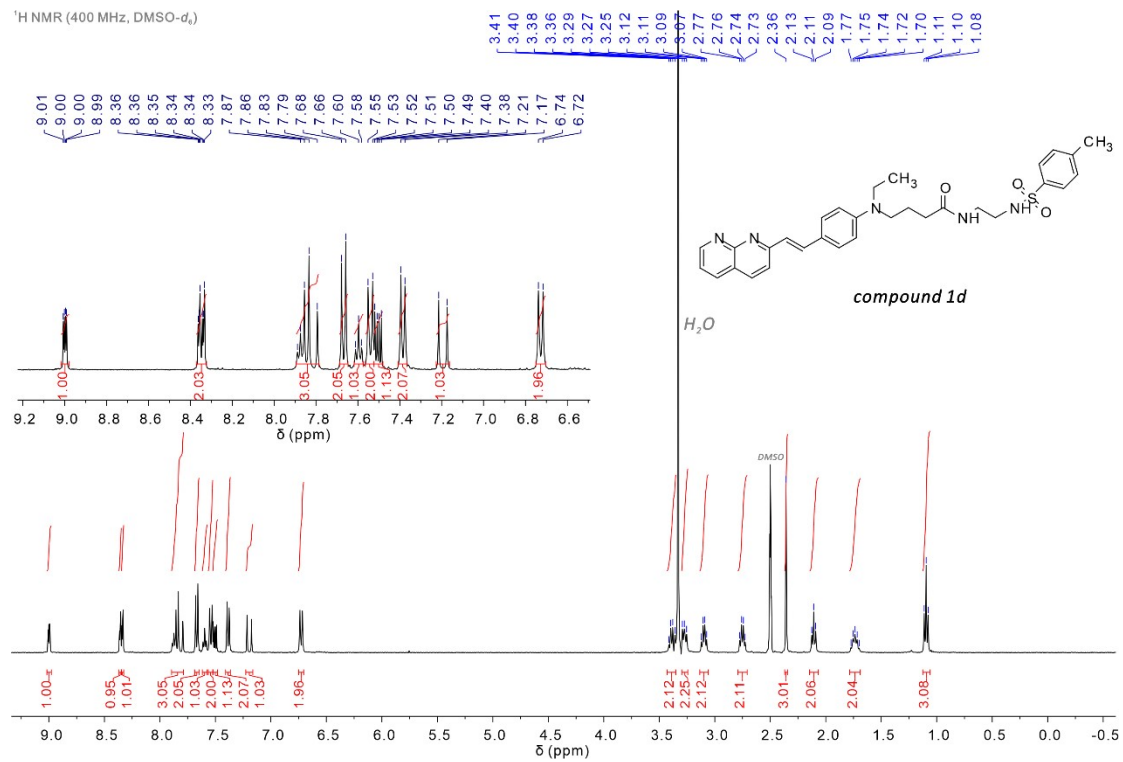 ¹H NMR (400 MHz, DMSO-d₆)
3.41 3.40 3.38 3.36 3.29 3.27 3.25 3.12 3.11 3.09 3.07 2.77 2.76 2.74 2.73 2.36 2.13 2.11 2.09 1.77 1.75 1.74 1.72 1.70 1.11 1.10 1.08
9.01 9.00 9.00 8.99 8.36 8.36 8.35 8.34 8.34 8.33 7.87 7.86 7.83 7.79 7.68 7.66 7.60 7.58 7.55 7.53 7.52 7.51 7.50 7.49 7.40 7.38 7.21 7.17 6.74 6.72
CH₃
CH₃
O
O
S
O
N
NH
NH
N
N
compound 1d
H₂O
1.00 2.03 3.05 2.05 1.03 2.00 1.13 2.07 1.03 1.96
9.2 9.0 8.8 8.6 8.4 8.2 8.0 7.8 7.6 7.4 7.2 7.0 6.8 6.6
δ (ppm)
DMSO
1.00 0.95 1.01 3.05 2.05 1.03 2.00 1.13 2.07 1.03 1.96 2.12 2.25 2.12 2.11 3.01 2.06 2.04 3.08
9.0 8.5 8.0 7.5 7.0 6.5 6.0 5.5 5.0 4.5 4.0 3.5 3.0 2.5 2.0 1.5 1.0 0.5 0.0 -0.5
δ (ppm)